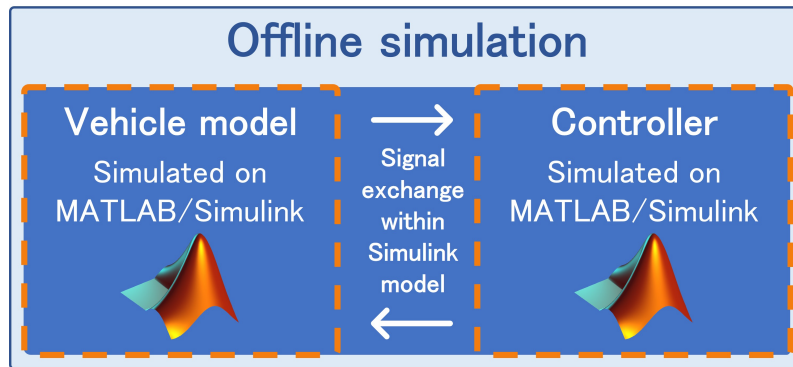 Offline simulation
Vehicle model
Simulated on
MATLAB/Simulink
Signal
exchange
within
Simulink
model
Controller
Simulated on
MATLAB/Simulink